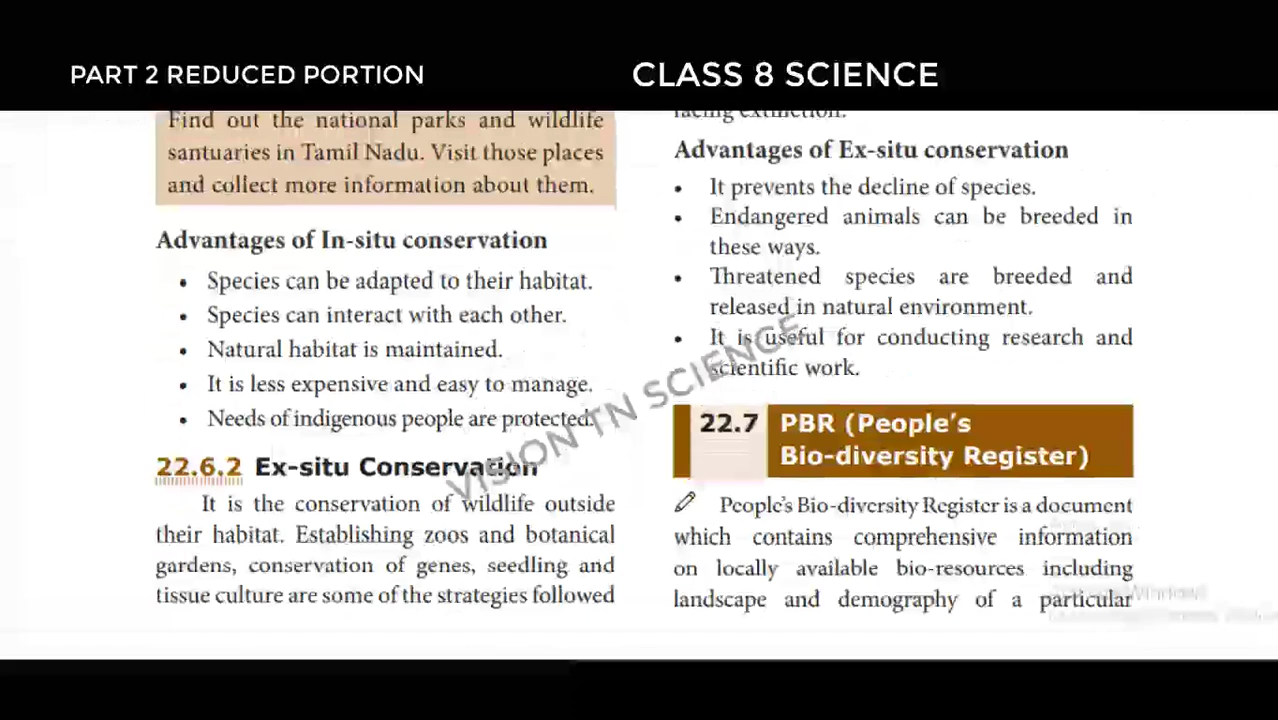 PART 2 REDUCED PORTION
CLASS 8 SCIENCE
Find out the national parks and wildlife
santuaries in Tamil Nadu. Visit those places
and collect more information about them.
Advantages of In-situ conservation
• Species can be adapted to their habitat.
• Species can interact with each other.
• Natural habitat is maintained.
• It is less expensive and easy to manage.
• Needs of indigenous people are protected.
22.6.2 Ex-situ Conservation
It is the conservation of wildlife outside
their habitat. Establishing zoos and botanical
gardens, conservation of genes, seedling and
tissue culture are some of the strategies followed
facing extinction.
Advantages of Ex-situ conservation
• It prevents the decline of species.
• Endangered animals can be breeded in
these ways.
• Threatened species are breeded and
released in natural environment.
• It is useful for conducting research and
scientific work.
22.7 PBR (People's
Bio-diversity Register)
People's Bio-diversity Register is a document
which contains comprehensive information
on locally available bio-resources including
landscape and demography of a particular
VISION TN SCIENCE